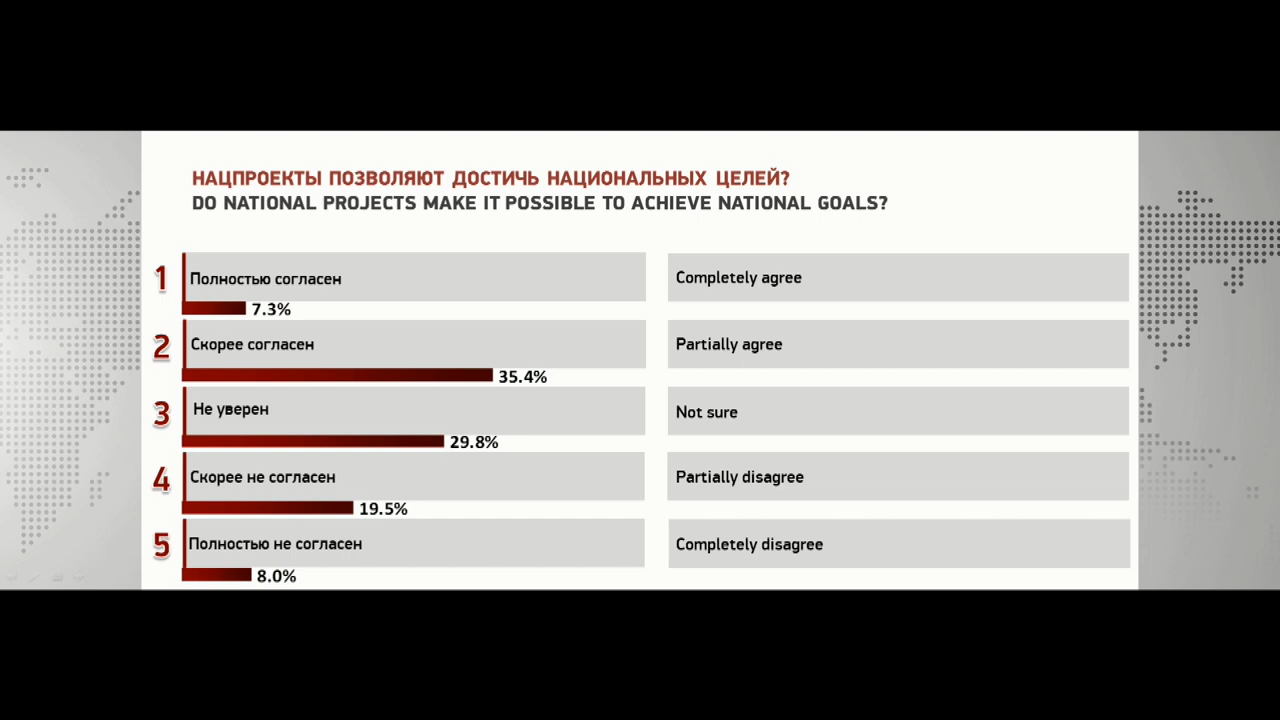 НАЦПРОЕКТЫ ПОЗВОЛЯЮТ ДОСТИЧЬ НАЦИОНАЛЬНЫХ ЦЕЛЕЙ?
DO NATIONAL PROJECTS MAKE IT POSSIBLE TO ACHIEVE NATIONAL GOALS?
1 Полностью согласен Completely agree
7.3%
2 Скорее согласен Partially agree
35.4%
3 Не уверен Not sure
29.8%
4 Скорее не согласен Partially disagree
19.5%
5 Полностью не согласен Completely disagree
8.0%